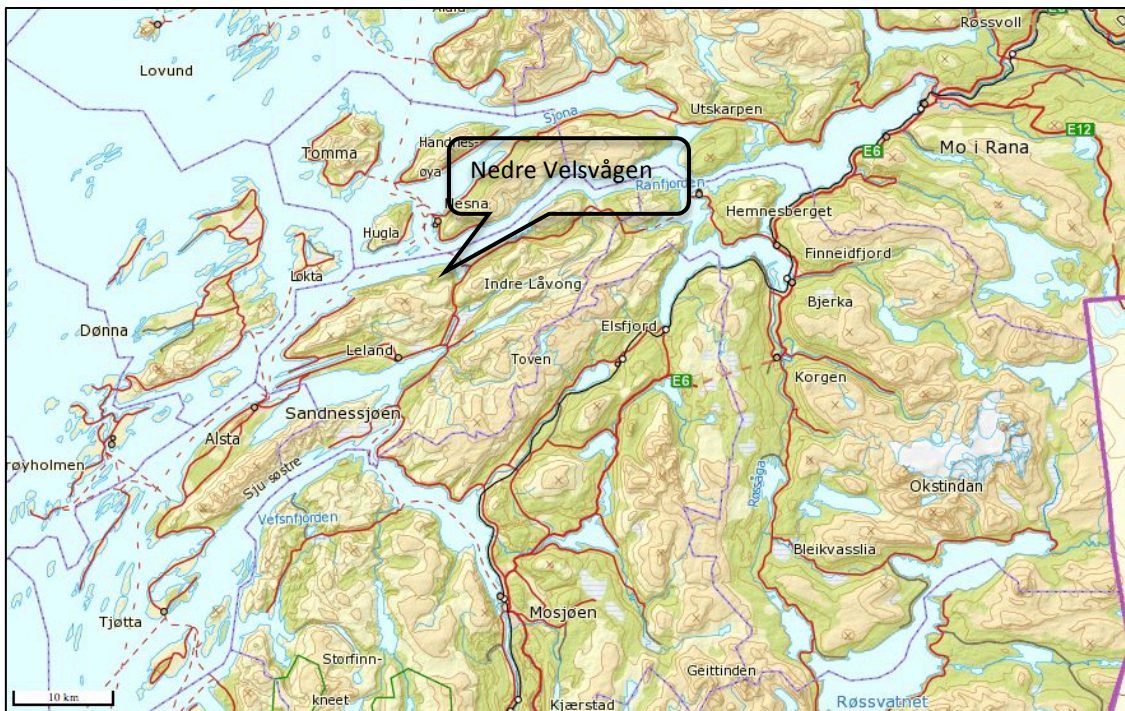 Røssvoll
Lovund
Utskarpen
Sjona
E12
Handnes-
øya
Tomma
Nedre Velsvågen
E6
Mo i Rana
Ranfjorden
Nesna
Hemnesberget
Hugla
Finneidfjord
Løkta
Indre Låvong
Bjerka
Dønna
Elsfjord
Leland
Toven
Korgen
E6
Sandnessjøen
Alsta
røyholmen
Sju søstre
Røssåga
Okstindan
Vefsnfjorden
Bleikvasslia
Tjøtta
Mosjøen
Storfinn-
kneet
Geittinden
10 km
Kjærstad
Røssvatnet